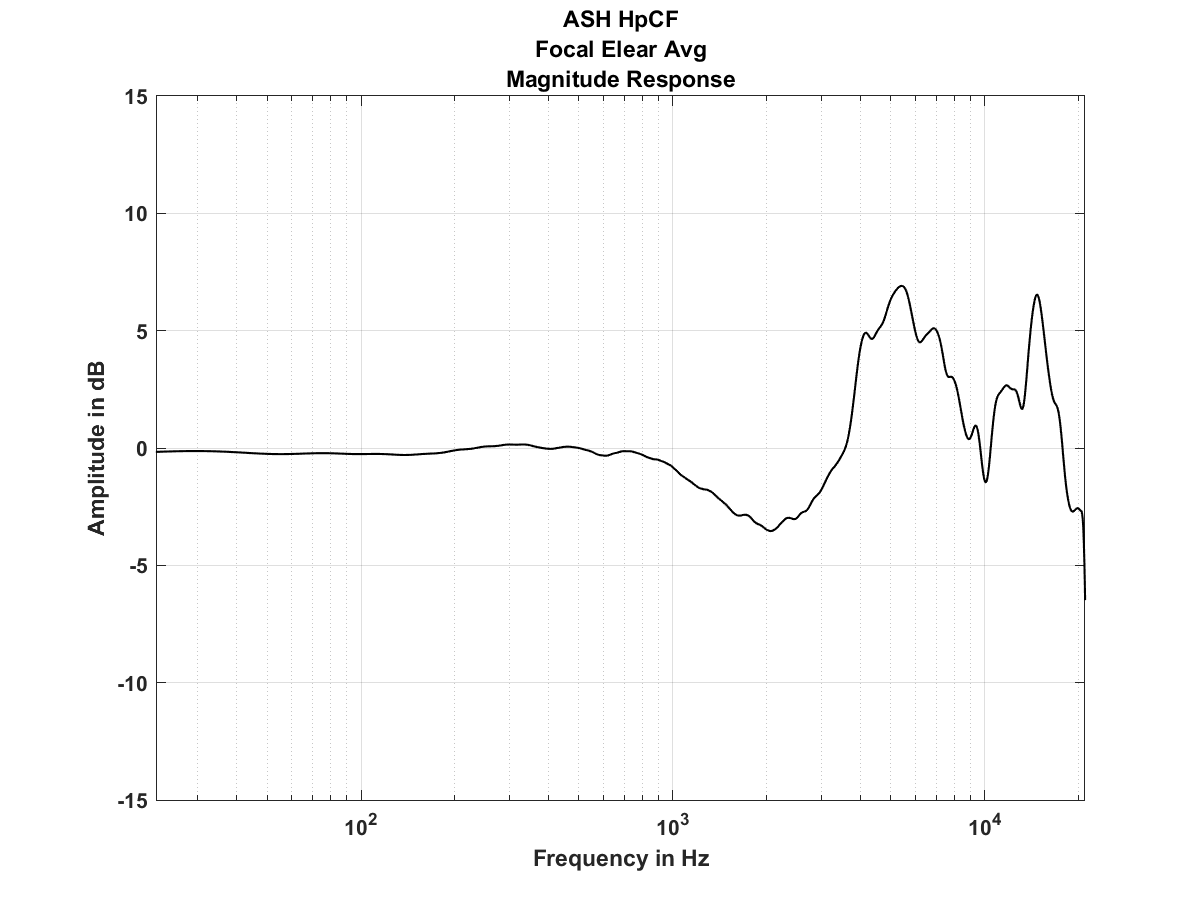 ASH HpCF
Focal Elear Avg
Magnitude Response
15
10
5
0
-5
-10
-15
Amplitude in dB
10²
10³
10⁴
Frequency in Hz